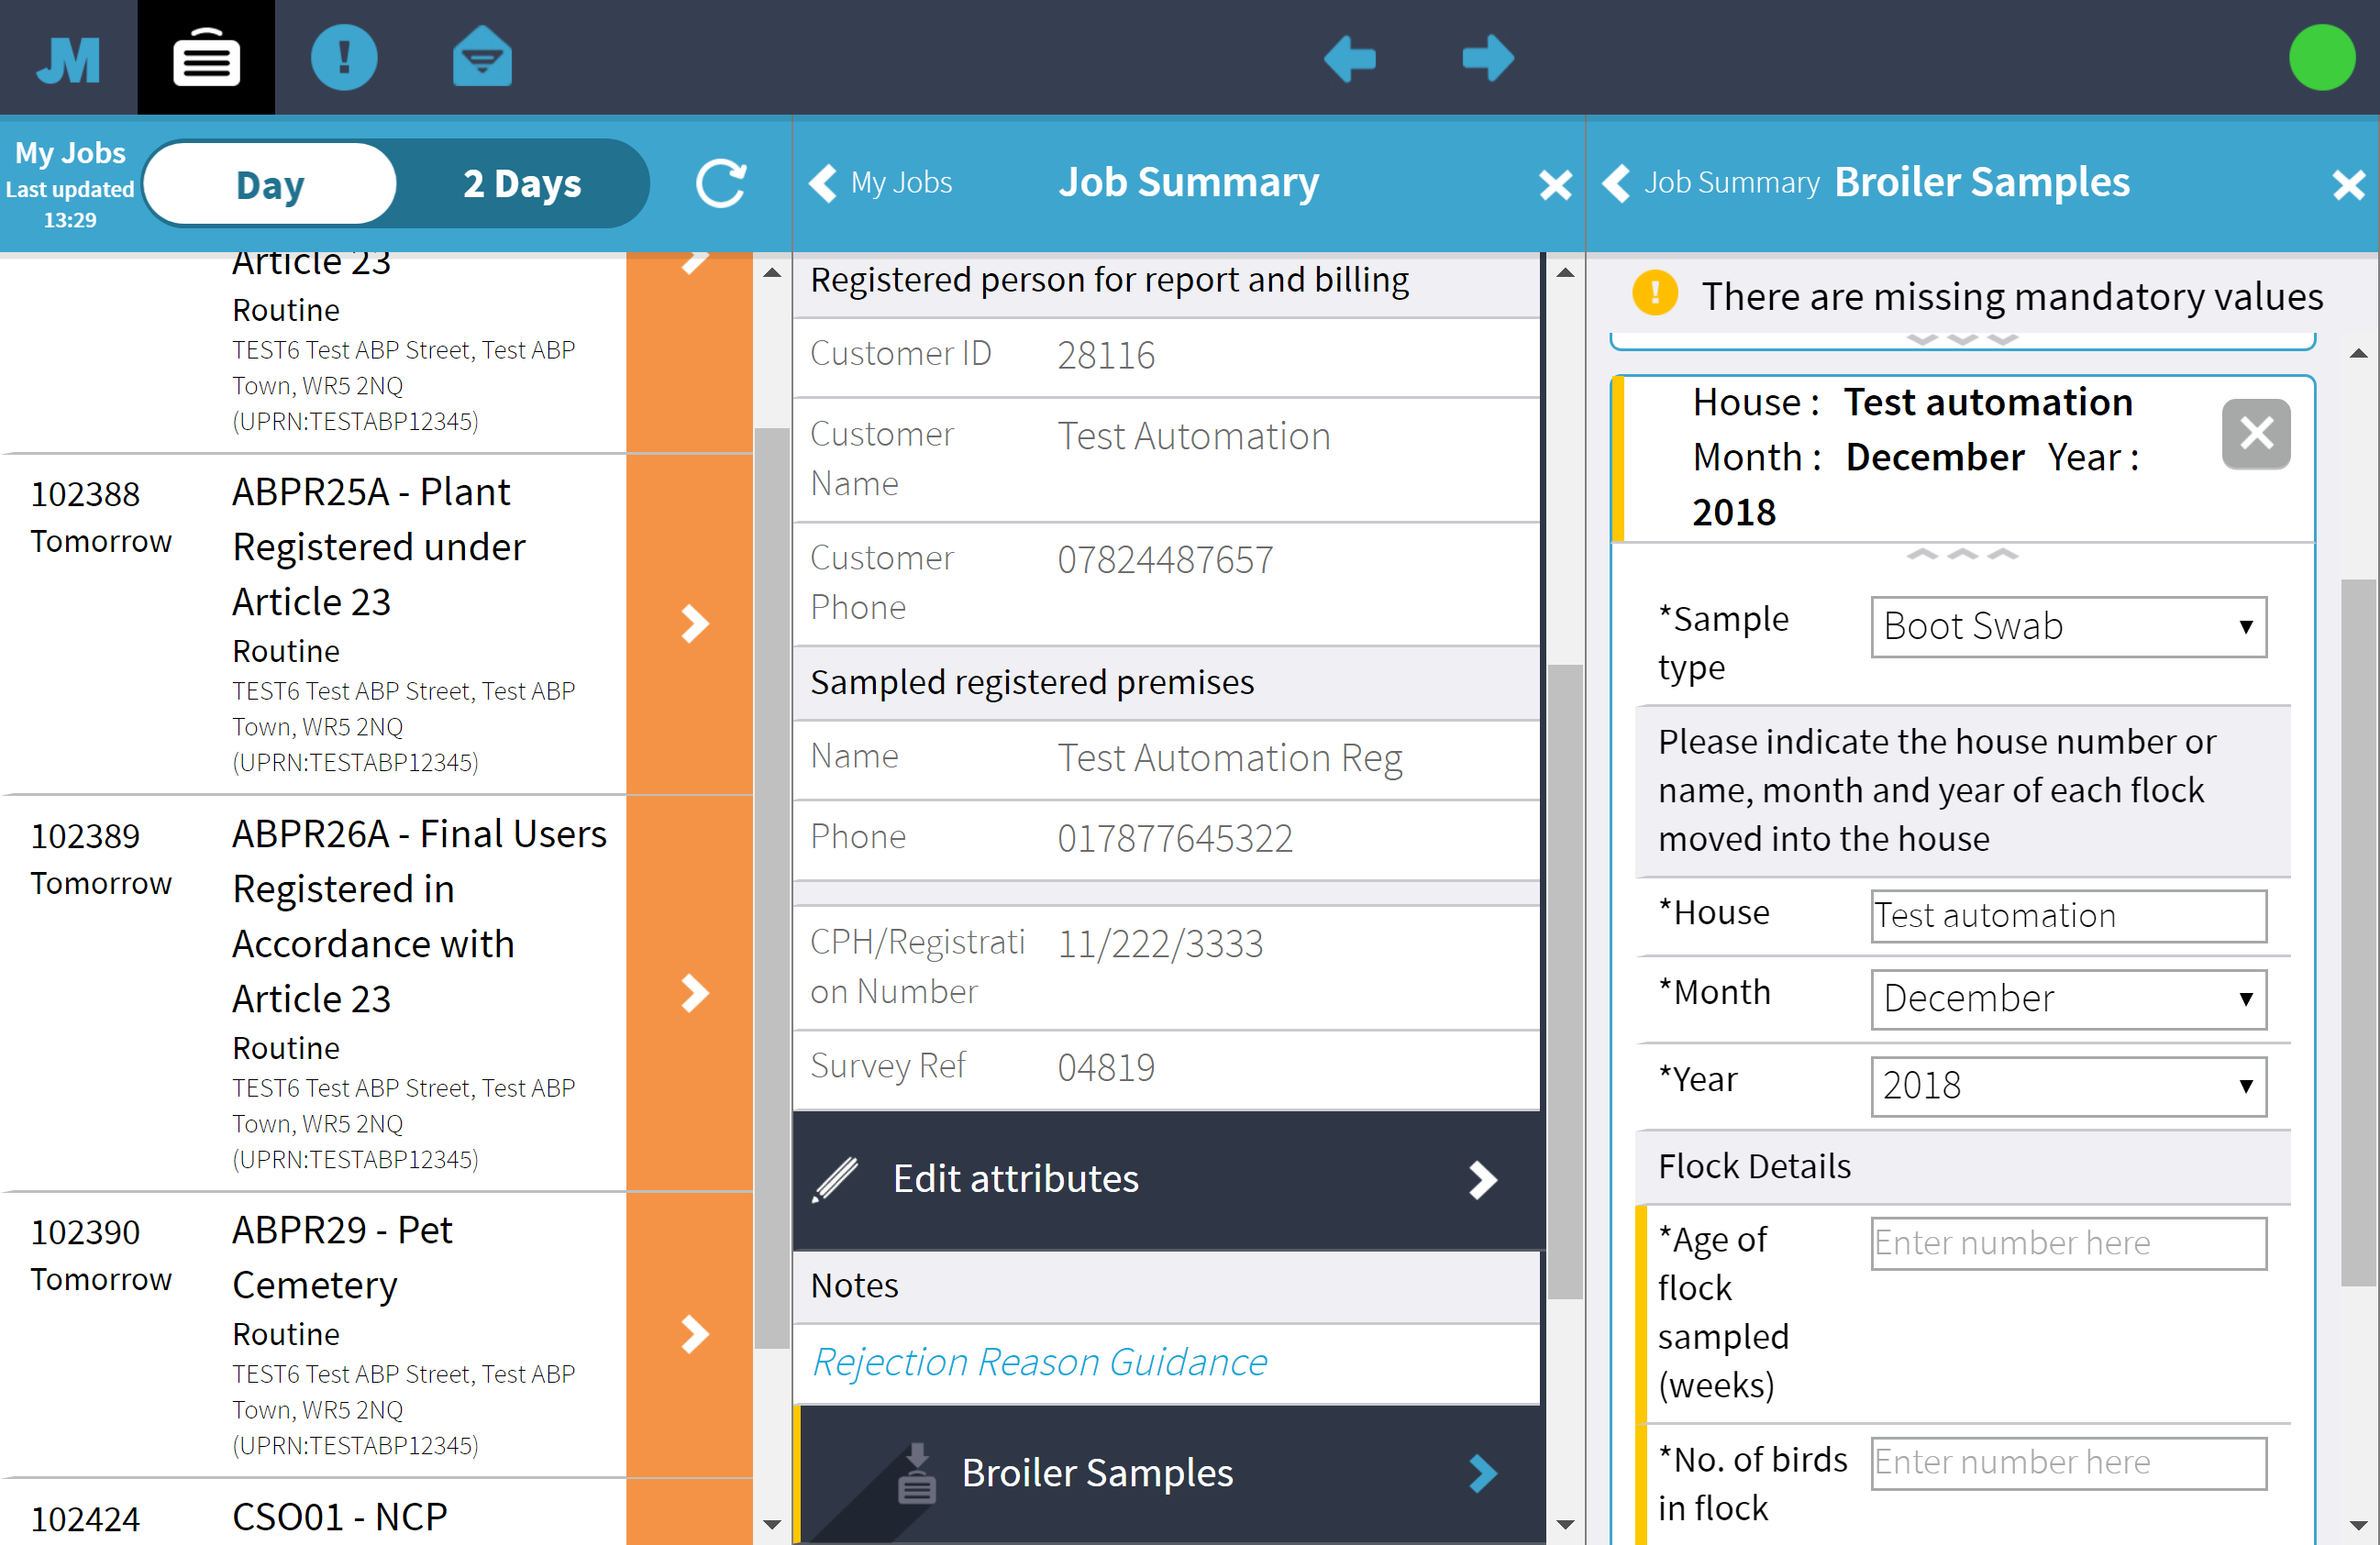 JM
My Jobs
Last updated
13:29
Day
2 Days
Article 23
Routine
TEST6 Test ABP Street, Test ABP
Town, WR5 2NQ
(UPRN:TESTABP12345)
102388
Tomorrow
ABPR25A - Plant
Registered under
Article 23
Routine
TEST6 Test ABP Street, Test ABP
Town, WR5 2NQ
(UPRN:TESTABP12345)
102389
Tomorrow
ABPR26A - Final Users
Registered in
Accordance with
Article 23
Routine
TEST6 Test ABP Street, Test ABP
Town, WR5 2NQ
(UPRN:TESTABP12345)
102390
Tomorrow
ABPR29 - Pet
Cemetery
Routine
TEST6 Test ABP Street, Test ABP
Town, WR5 2NQ
(UPRN:TESTABP12345)
102424
CSO01 - NCP
My Jobs
Job Summary
Registered person for report and billing
Customer ID 28116
Customer Test Automation
Name
Customer 07824487657
Phone
Sampled registered premises
Name Test Automation Reg
Phone 017877645322
CPH/Registrati 11/222/3333
on Number
Survey Ref 04819
Edit attributes
Notes
Rejection Reason Guidance
Broiler Samples
Job Summary
Broiler Samples
There are missing mandatory values
House : Test automation
Month : December Year :
2018
*Sample Boot Swab
type
Please indicate the house number or
name, month and year of each flock
moved into the house
*House Test automation
*Month December
*Year 2018
Flock Details
*Age of Enter number here
flock
sampled
(weeks)
*No. of birds Enter number here
in flock